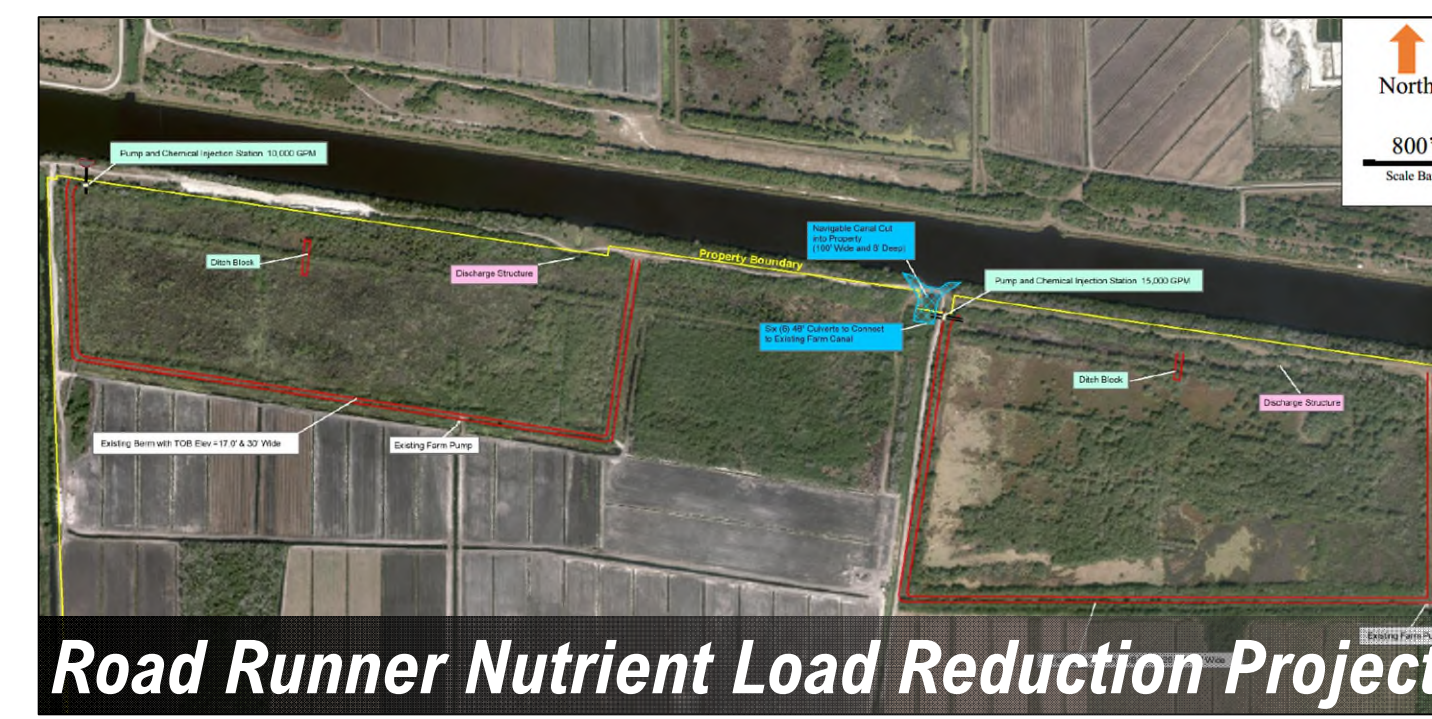 North
800'
Scale Ba
Pump and Chemical Injection Station 10,000 GPM
Navigable Canal Cut
into Property
(100' Wide and 8' Deep)
Property Boundary
Ditch Block
Discharge Structure
Pump and Chemical Injection Station 15,000 GPM
Six (6) 48" Culverts to Connect
to Existing Farm Canal
Ditch Block
Discharge Structure
Existing Berm with TOB Elev =17.0' & 30' Wide
Existing Farm Pump
Existing Farm
Wide
Road Runner Nutrient Load Reduction Project